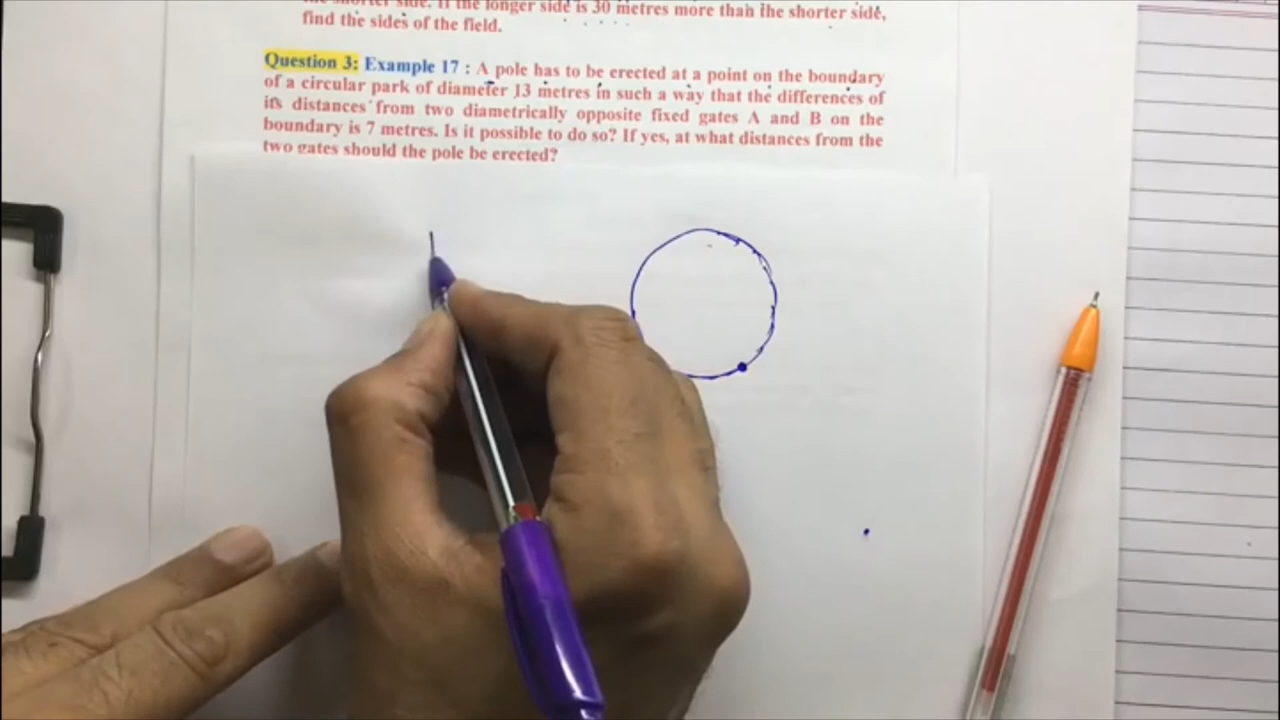 the shorter side. If the longer side is 30 metres more than the shorter side,
find the sides of the field.
Question 3: Example 17 : A pole has to be erected at a point on the boundary
of a circular park of diameter 13 metres in such a way that the differences of
its distances from two diametrically opposite fixed gates A and B on the
boundary is 7 metres. Is it possible to do so? If yes, at what distances from the
two gates should the pole be erected?